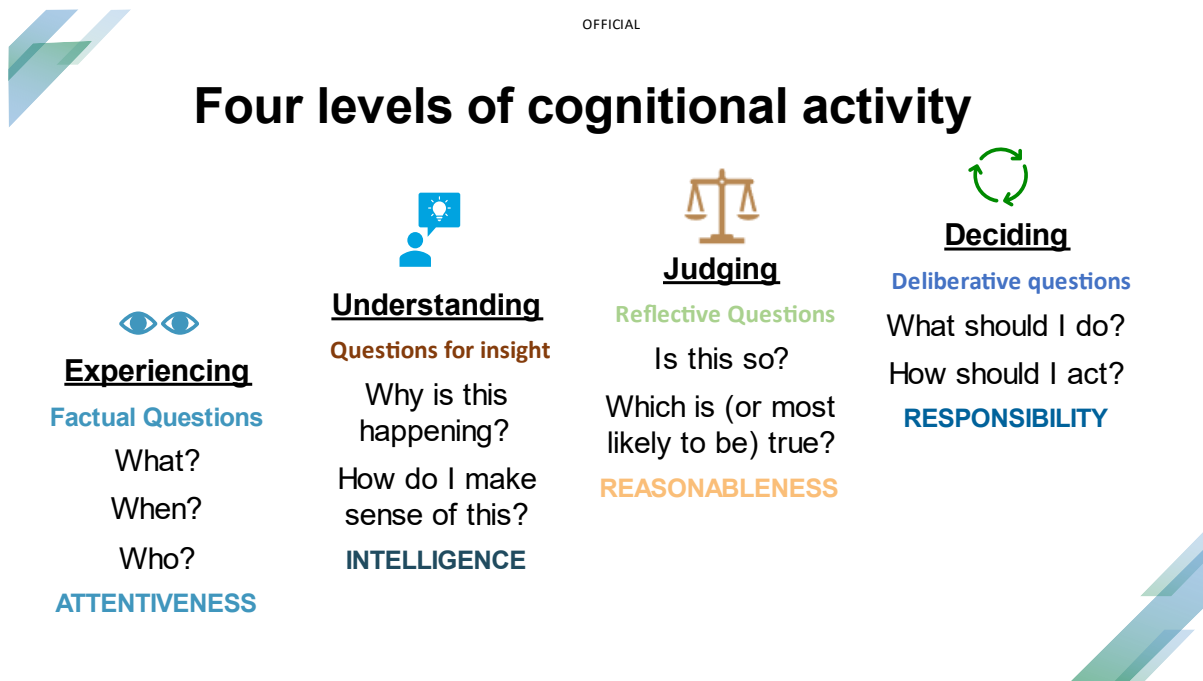 OFFICIAL
Four levels of cognitional activity
Experiencing
Factual Questions
What?
When?
Who?
ATTENTIVENESS
Understanding
Questions for insight
Why is this
happening?
How do I make
sense of this?
INTELLIGENCE
Judging
Reflective Questions
Is this so?
Which is (or most
likely to be) true?
REASONABLENESS
Deciding
Deliberative questions
What should I do?
How should I act?
RESPONSIBILITY